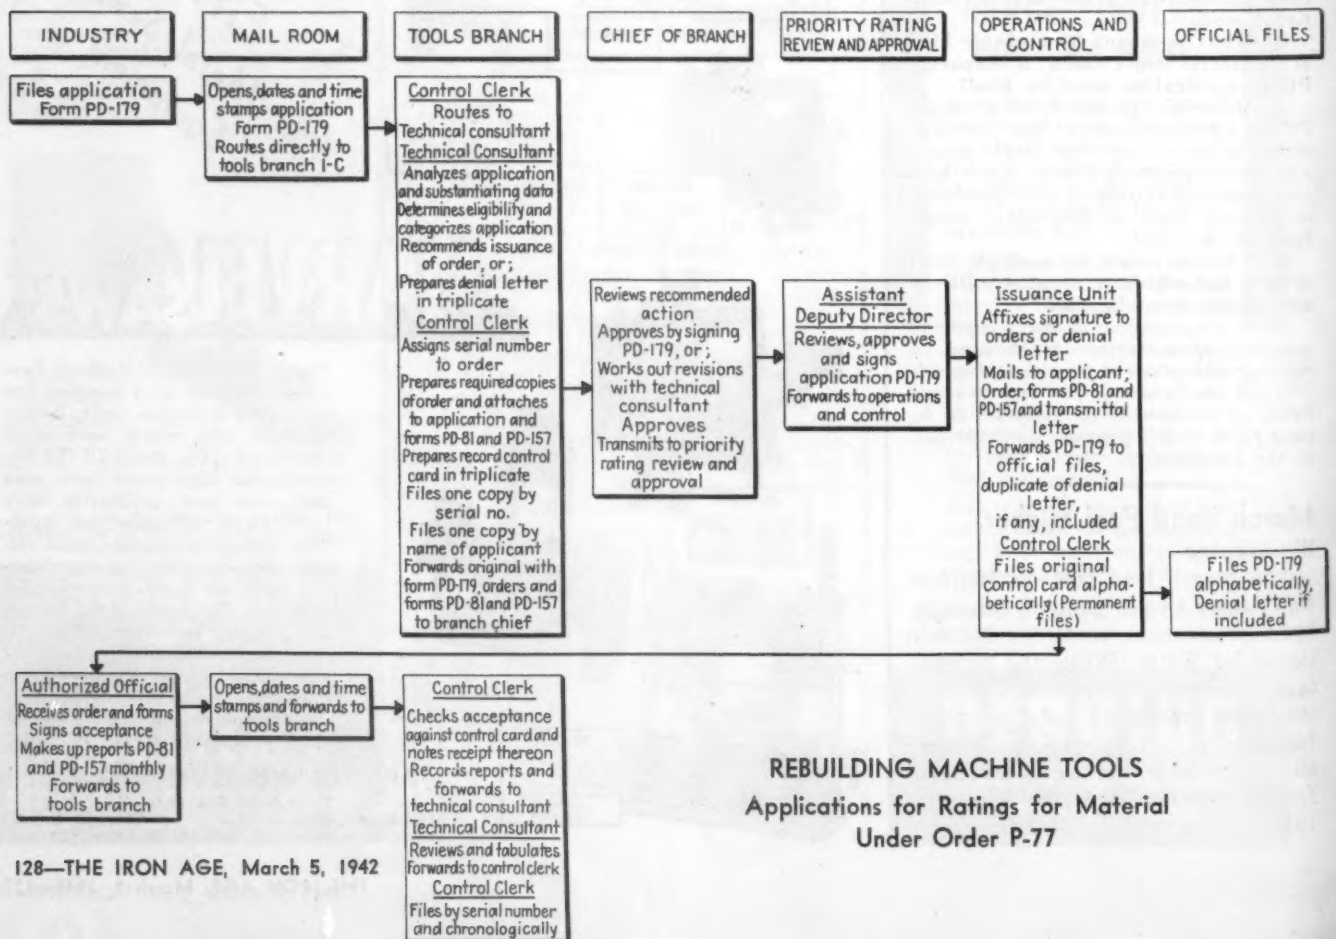 INDUSTRY
MAIL ROOM
TOOLS BRANCH
CHIEF OF BRANCH
PRIORITY RATING
REVIEW AND APPROVAL
OPERATIONS AND
CONTROL
OFFICIAL FILES
Files application
Form PD-179
Opens, dates and time
stamps application
Form PD-179
Routes directly to
tools branch I-C
Control Clerk
Routes to
Technical consultant
Technical Consultant
Analyzes application
and substantiating data
Determines eligibility and
categorizes application
Recommends issuance
of order, or;
Prepares denial letter
in triplicate
Control Clerk
Assigns serial number
to order
Prepares required copies
of order and attaches
to application and
forms PD-81 and PD-157
Prepares record control
card in triplicate
Files one copy by
serial no.
Files one copy by
name of applicant
Forwards original with
form PD-179, orders and
forms PD-81 and PD-157
to branch chief
Reviews recommended
action
Approves by signing
PD-179, or;
Works out revisions
with technical
consultant
Approves
Transmits to priority
rating review and
approval
Assistant
Deputy Director
Reviews, approves
and signs
application PD-179
Forwards to operations
and control
Issuance Unit
Affixes signature to
orders or denial
letter
Mails to applicant;
Order, forms PD-81 and
PD-157 and transmittal
letter
Forwards PD-179 to
official files,
duplicate of denial
letter,
if any, included
Control Clerk
Files original
control card alpha-
betically (Permanent
files)
Files PD-179
alphabetically,
Denial letter if
included
Authorized Official
Receives order and forms
Signs acceptance
Makes up reports PD-81
and PD-157 monthly
Forwards to
tools branch
Opens, dates and time
stamps and forwards to
tools branch
Control Clerk
Checks acceptance
against control card and
notes receipt thereon
Records reports and
forwards to
technical consultant
Technical Consultant
Reviews and tabulates
Forwards to control clerk
Control Clerk
Files by serial number
and chronologically
REBUILDING MACHINE TOOLS
Applications for Ratings for Material
Under Order P-77
128—THE IRON AGE, March 5, 1942